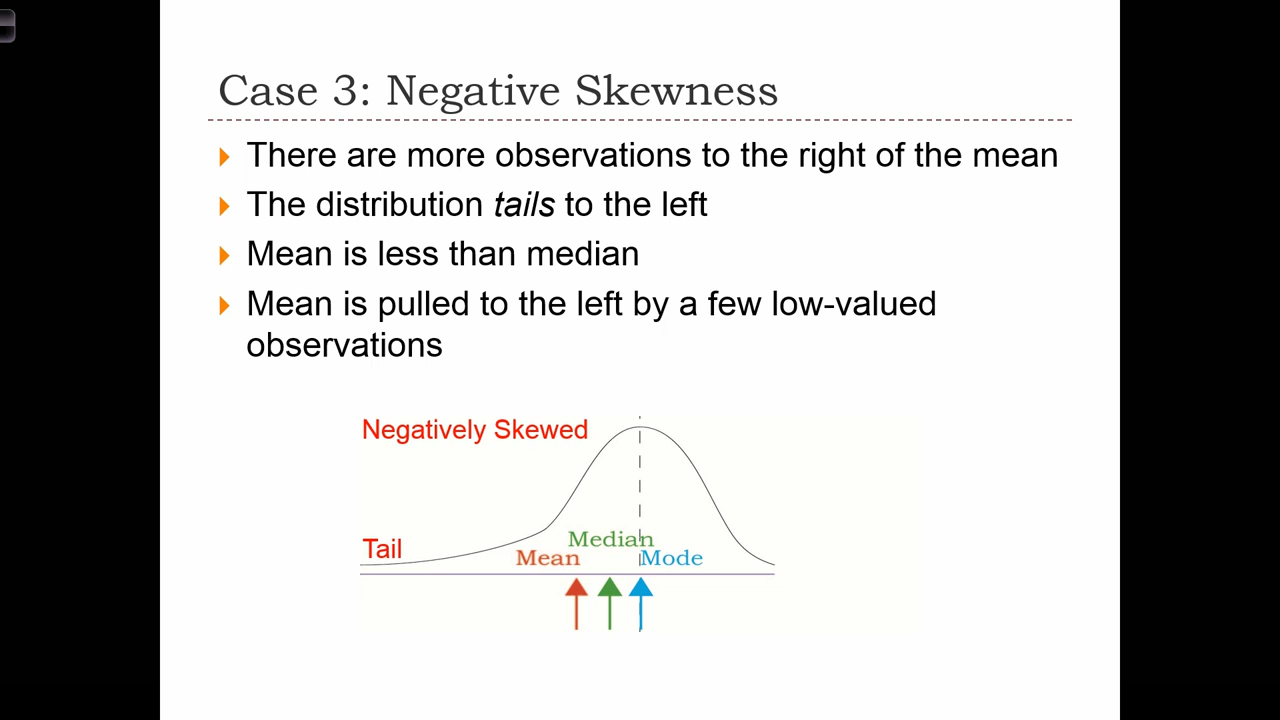 Case 3: Negative Skewness
There are more observations to the right of the mean
The distribution tails to the left
Mean is less than median
Mean is pulled to the left by a few low-valued
observations
Negatively Skewed
Tail
Median
Mean
Mode